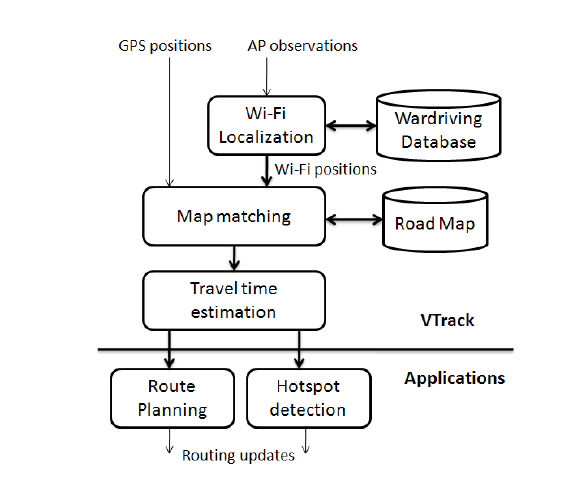 GPS positions
AP observations
Wi-Fi
Localization
Wardriving
Database
Wi-Fi positions
Map matching
Road Map
Travel time
estimation
VTrack
Applications
Route
Planning
Hotspot
detection
Routing updates